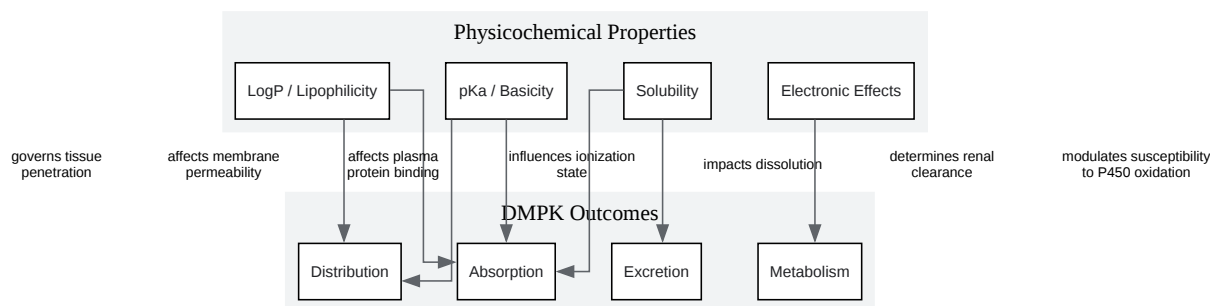 Physicochemical Properties
LogP / Lipophilicity
pKa / Basicity
Solubility
Electronic Effects
governs tissue
penetration
affects membrane
permeability
affects plasma
protein binding
influences ionization
state
impacts dissolution
determines renal
clearance
modulates susceptibility
to P450 oxidation
DMPK Outcomes
Distribution
Absorption
Excretion
Metabolism